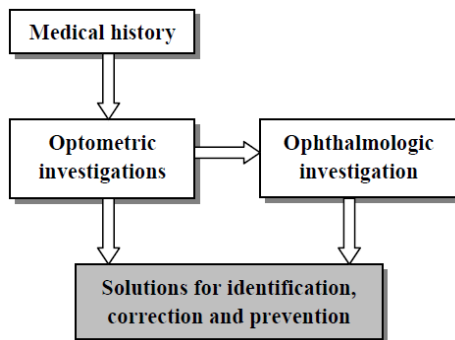 Medical history
Optometric
investigations
Ophthalmologic
investigation
Solutions for identification,
correction and prevention